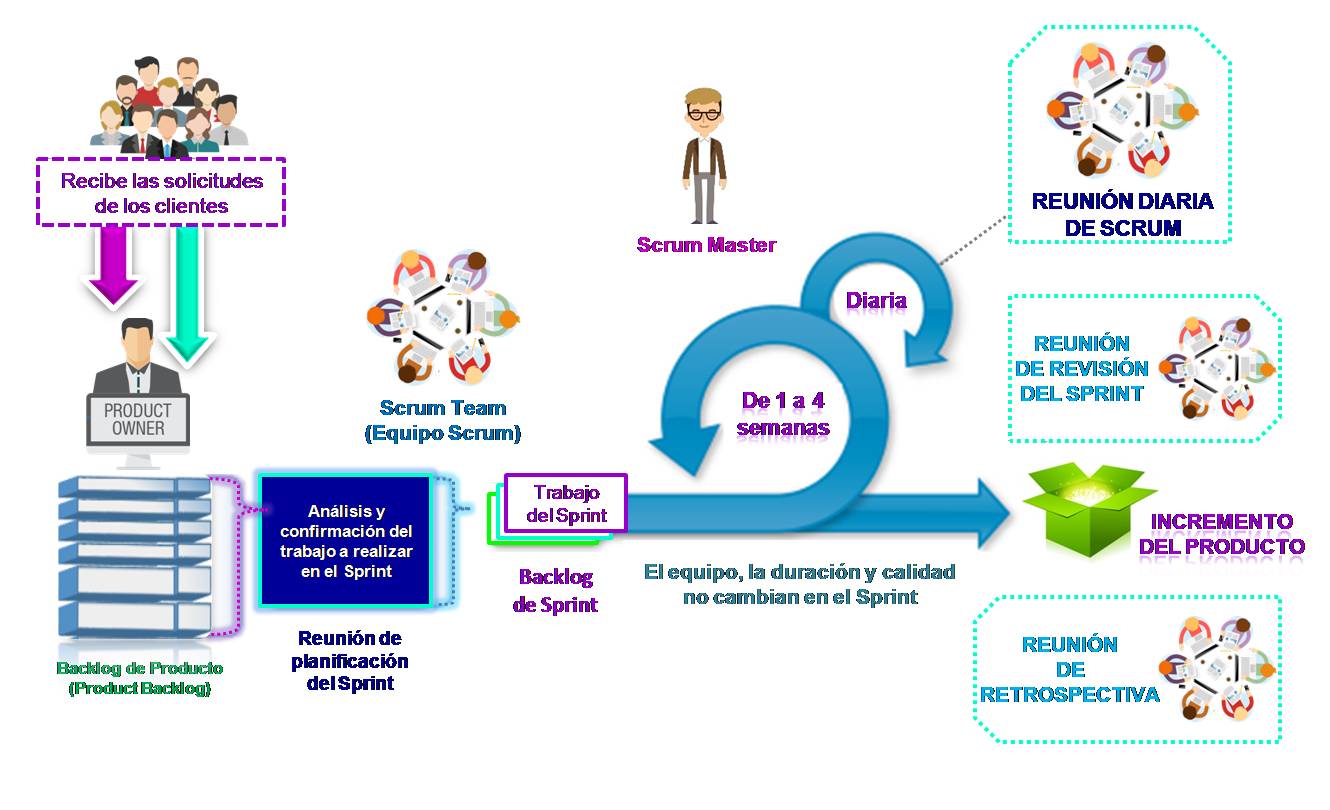 Recibe las solicitudes
de los clientes
PRODUCT
OWNER
Scrum Team
(Equipo Scrum)
Scrum Master
Diaria
De 1 a 4
semanas
REUNIÓN DIARIA
DE SCRUM
REUNIÓN
DE REVISIÓN
DEL SPRINT
Análisis y
confirmación del
trabajo a realizar
en el Sprint
Trabajo
del Sprint
INCREMENTO
DEL PRODUCTO
Backlog
de Sprint
El equipo, la duración y calidad
no cambian en el Sprint
Backlog de Producto
(Product Backlog)
Reunión de
planificación
del Sprint
REUNIÓN
DE
RETROSPECTIVA